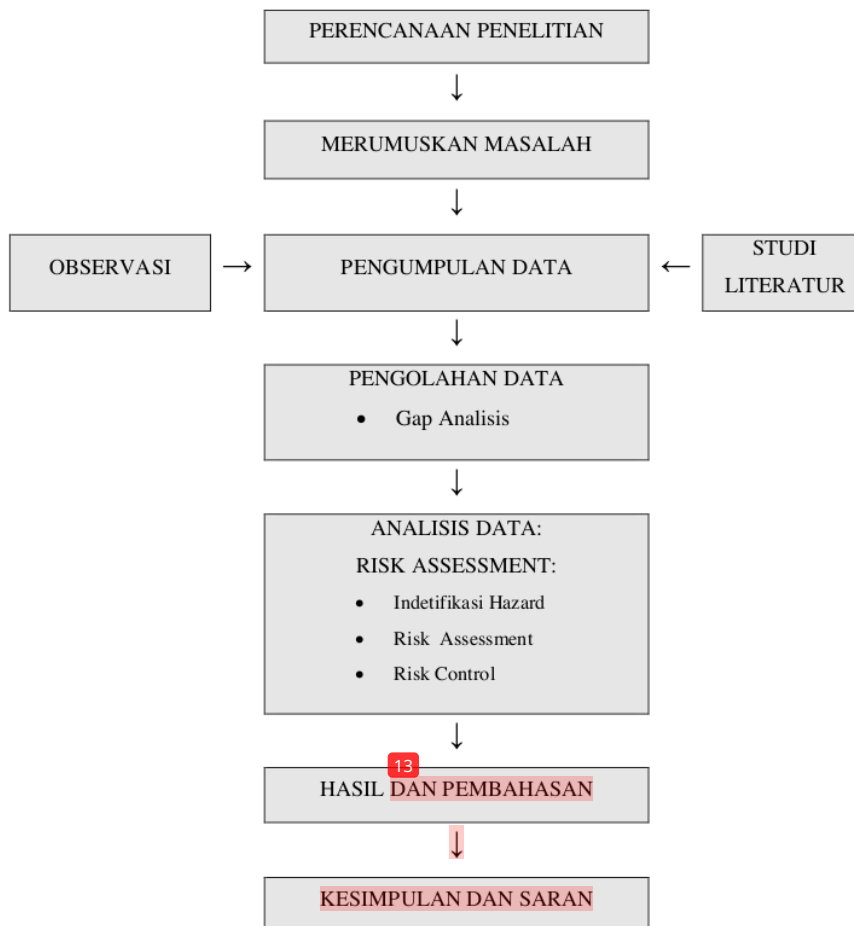 PERENCANAAN PENELITIAN
↓
MERUMUSKAN MASALAH
↓
OBSERVASI → PENGUMPULAN DATA ← STUDI
LITERATUR
↓
PENGOLAHAN DATA
• Gap Analisis
↓
ANALISIS DATA:
RISK ASSESSMENT:
• Indetifikasi Hazard
• Risk Assessment
• Risk Control
↓
13
HASIL DAN PEMBAHASAN
↓
KESIMPULAN DAN SARAN